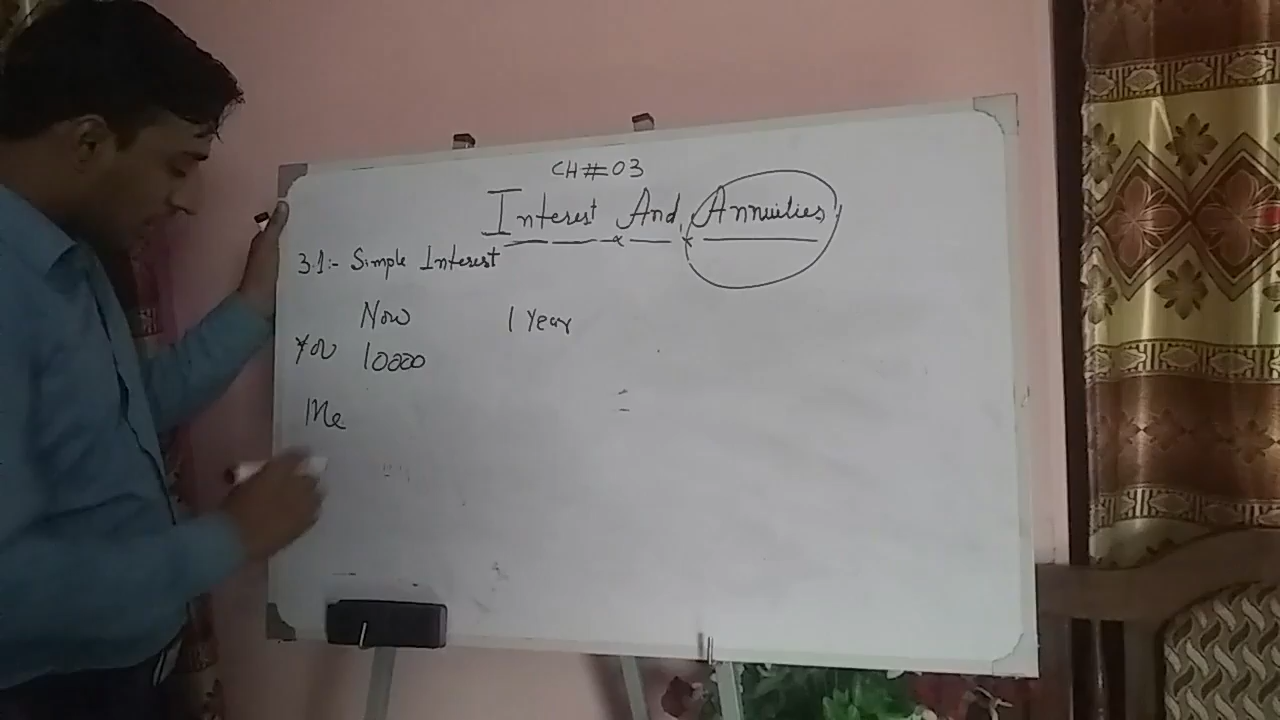 CH#03
Interest And Annuities
3.1:- Simple Interest
Now 1 Year
You 10000
Me
=